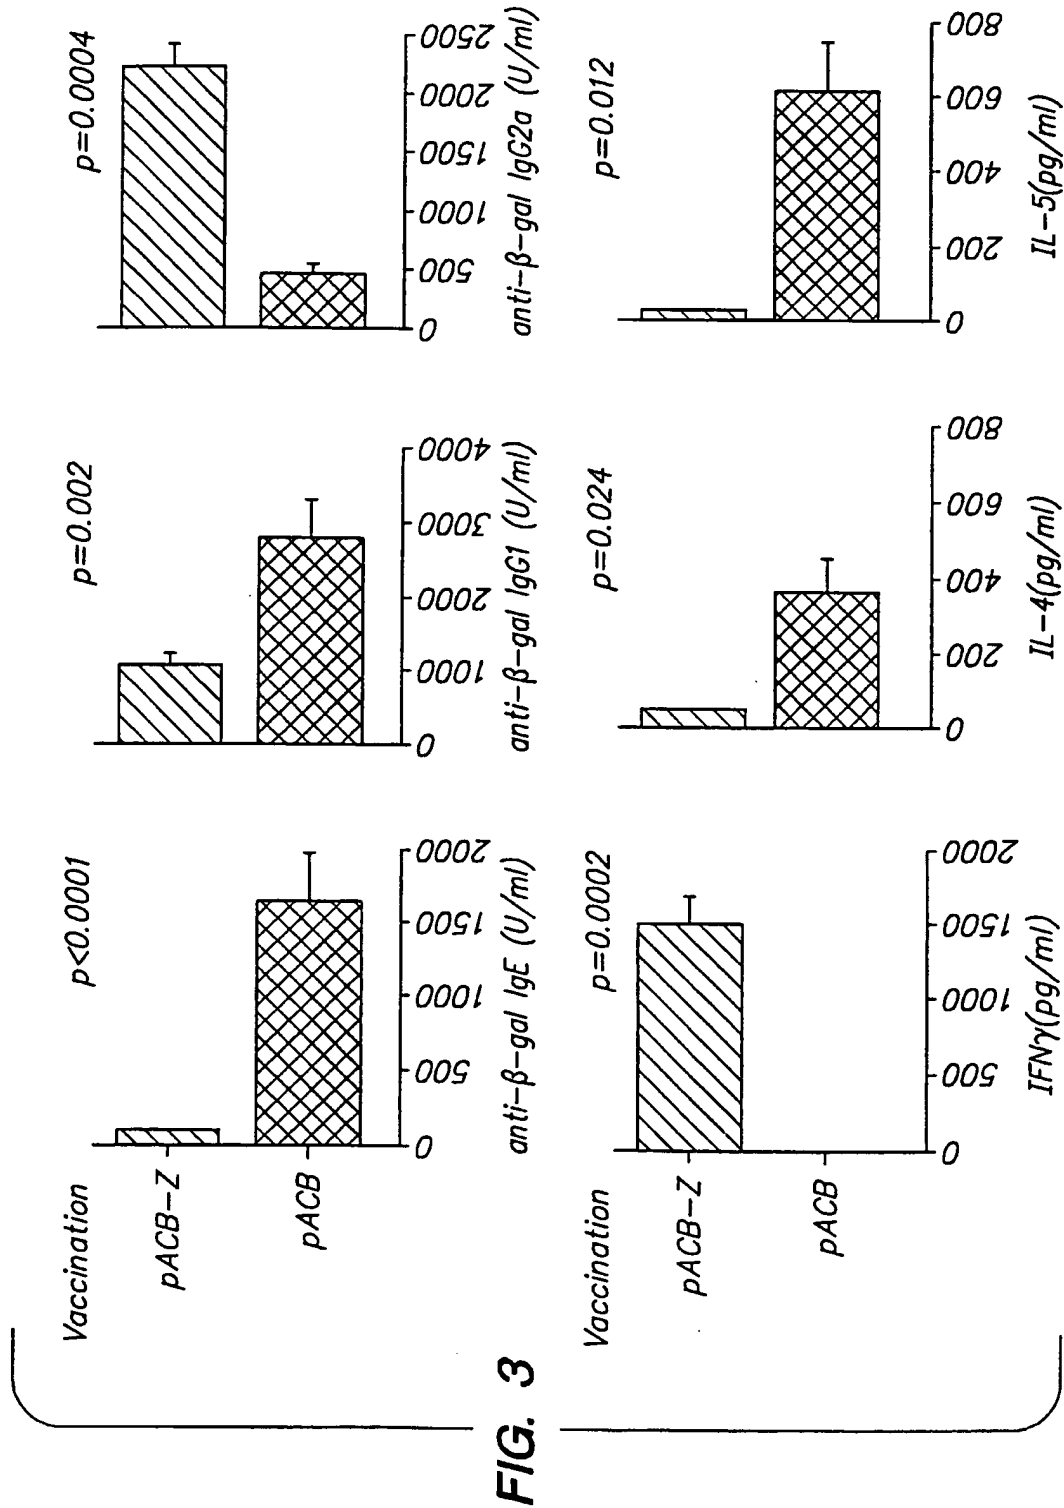 FIG. 3
Vaccination
pACB-Z
pACB
p<0.0001
0 500 1000 1500 2000
anti-β-gal IgE (U/ml)
p=0.002
0 1000 2000 3000 4000
anti-β-gal IgG1 (U/ml)
p=0.0004
0 500 1000 1500 2000 2500
anti-β-gal IgG2a (U/ml)
Vaccination
pACB-Z
pACB
p=0.0002
0 500 1000 1500 2000
IFNγ(pg/ml)
p=0.024
0 200 400 600 800
IL-4(pg/ml)
p=0.012
0 200 400 600 800
IL-5(pg/ml)